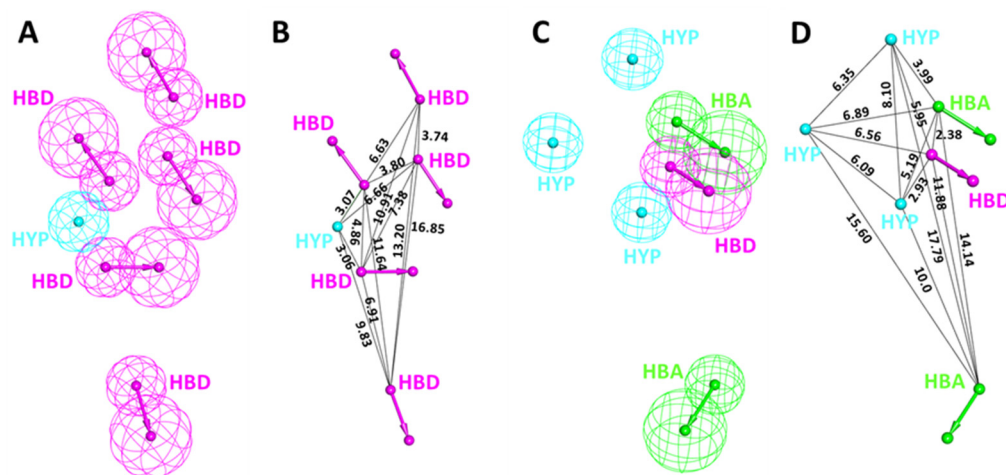 A
HBD
HBD
HBD
HYP
HBD
HBD
B
HBD
HBD
3.74
6.63
3.80
HBD
3.07
6.66
10.91
7.38
HYP
4.86
16.85
13.20
11.64
3.06
HBD
6.91
9.83
HBD
C
HYP
HBA
HYP
HYP
HBD
HBA
D
HYP
6.35
3.99
8.10
5.95
HBA
6.89
2.38
6.56
HYP
5.19
6.09
2.93
HBD
HYP
11.88
15.60
17.79
14.14
10.0
HBA